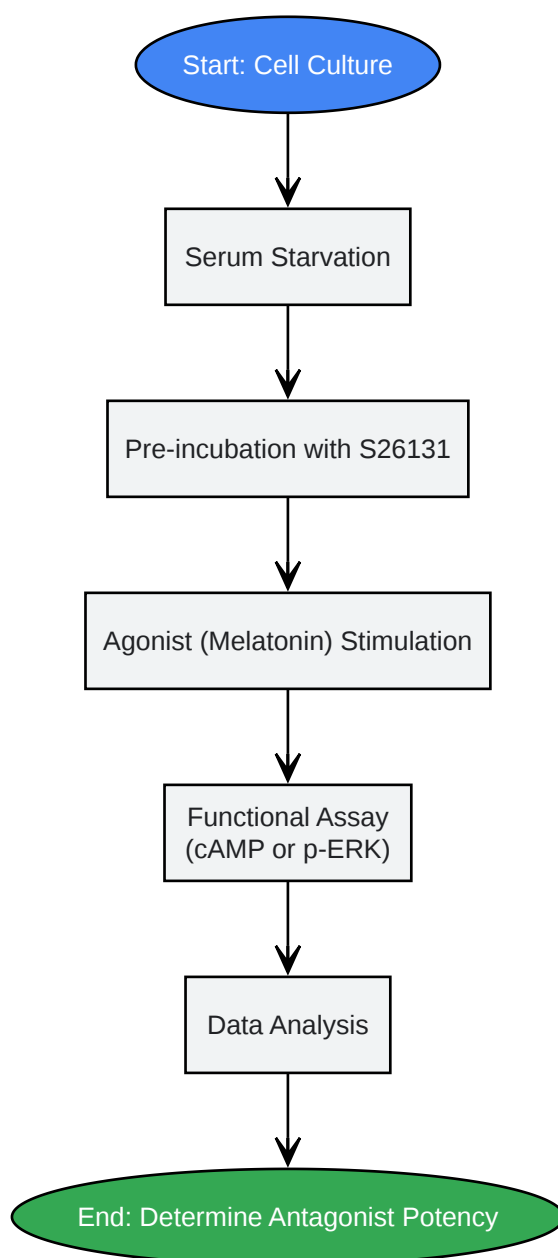 Start: Cell Culture
Serum Starvation
Pre-incubation with S26131
Agonist (Melatonin) Stimulation
Functional Assay
(cAMP or p-ERK)
Data Analysis
End: Determine Antagonist Potency